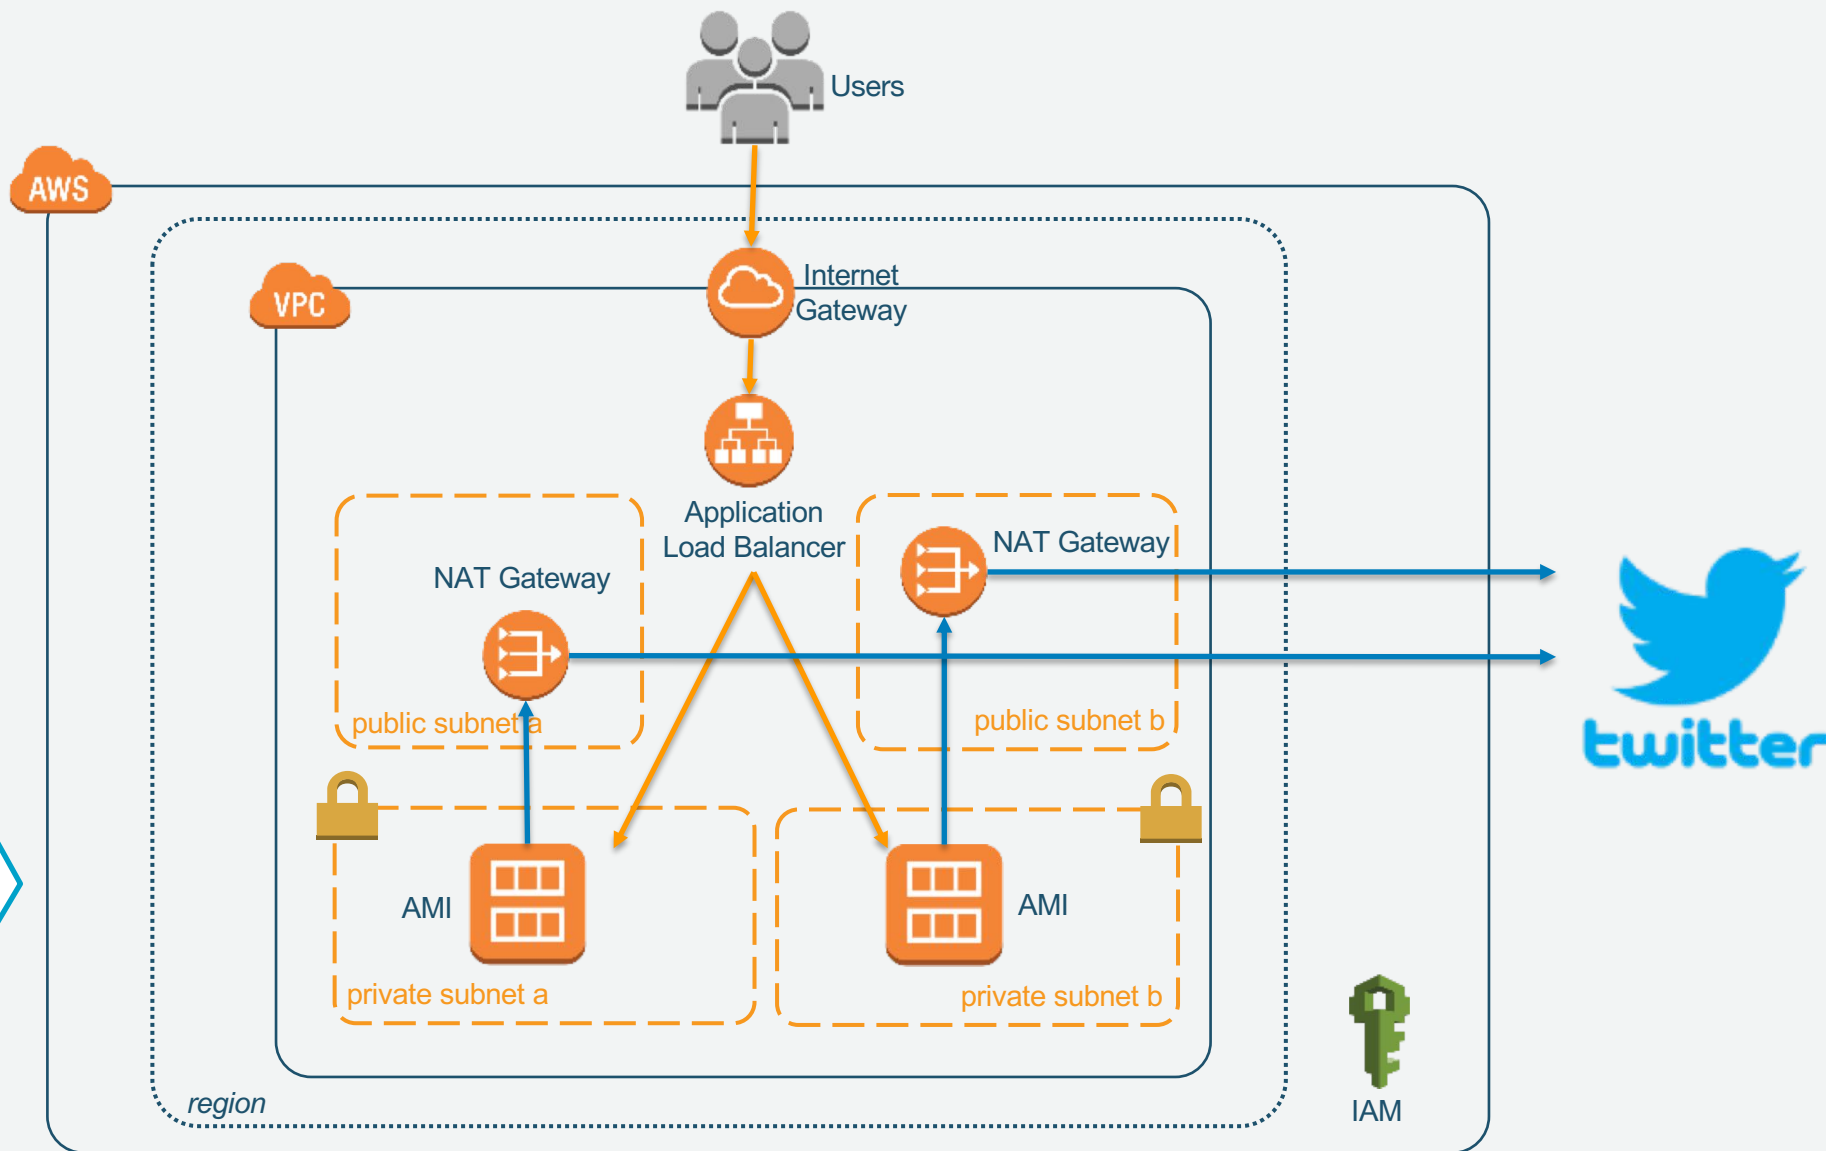 Users
AWS
Internet
Gateway
VPC
Application
Load Balancer
NAT Gateway
NAT Gateway
public subnet a
public subnet b
twitter
AMI
AMI
private subnet a
private subnet b
region
IAM